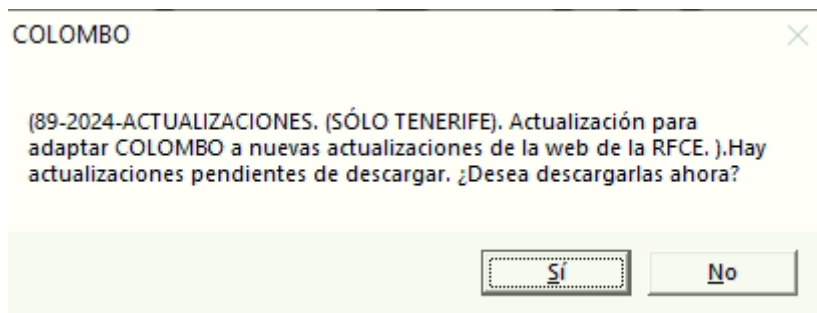 COLOMBO
(89-2024-ACTUALIZACIONES. (SÓLO TENERIFE). Actualización para
adaptar COLOMBO a nuevas actualizaciones de la web de la RFCE. ).Hay
actualizaciones pendientes de descargar. ¿Desea descargarlas ahora?
Sí
No